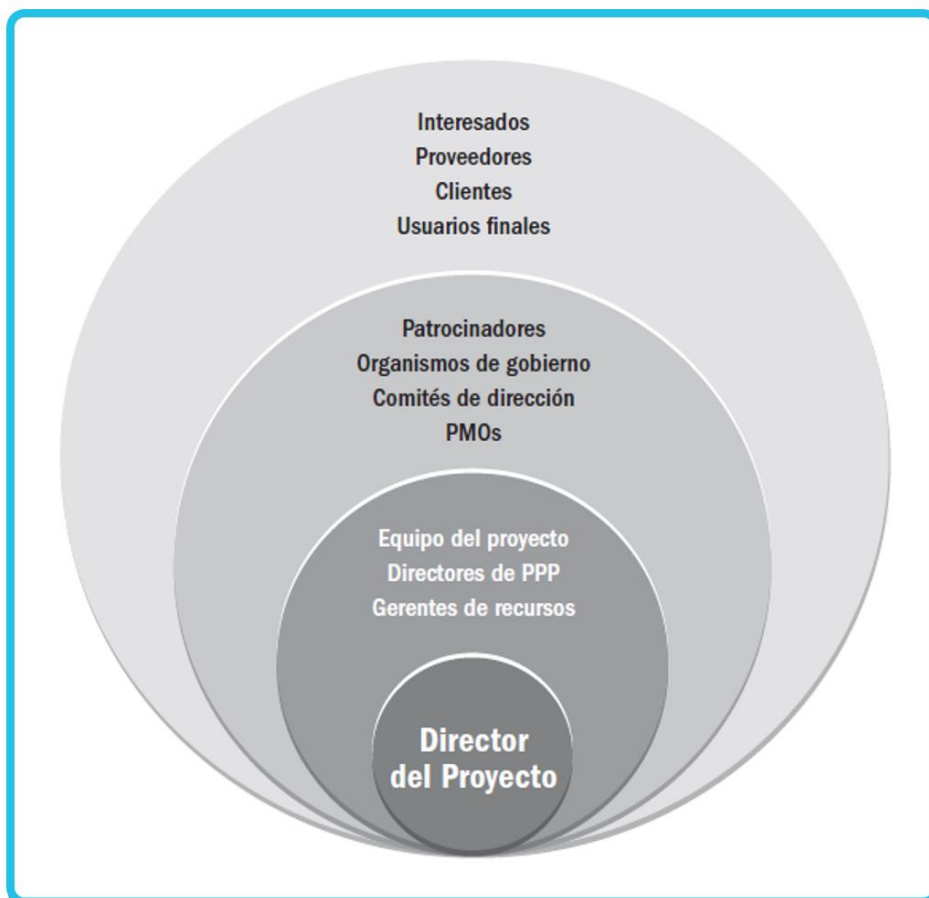 Interesados
Proveedores
Clientes
Usuarios finales
Patrocinadores
Organismos de gobierno
Comités de dirección
PMOs
Equipo del proyecto
Directores de PPP
Gerentes de recursos
Director
del Proyecto